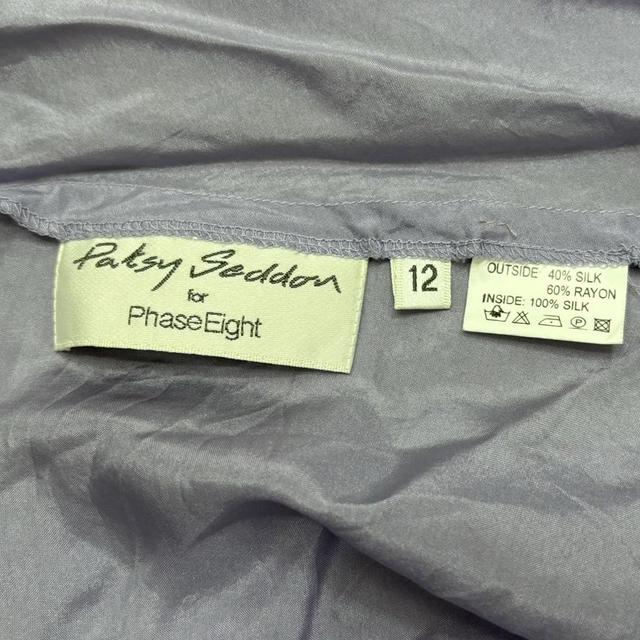 Patsy Seddon
for
PhaseEight
12
OUTSIDE 40% SILK
60% RAYON
INSIDE: 100% SILK